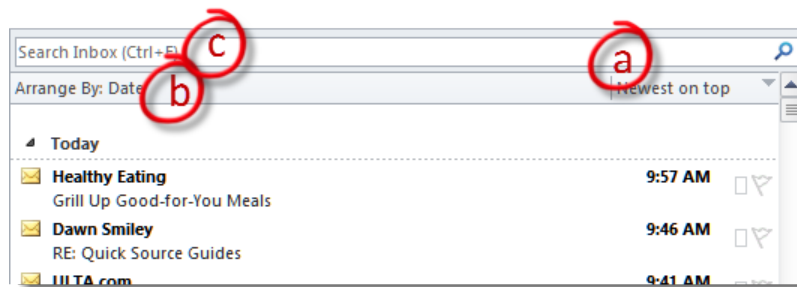 Search Inbox (Ctrl+E) c
a
Arrange By: Date b Newest on top
Today
Healthy Eating 9:57 AM
Grill Up Good-for-You Meals
Dawn Smiley 9:46 AM
RE: Quick Source Guides
ULTA.com 9:41 AM